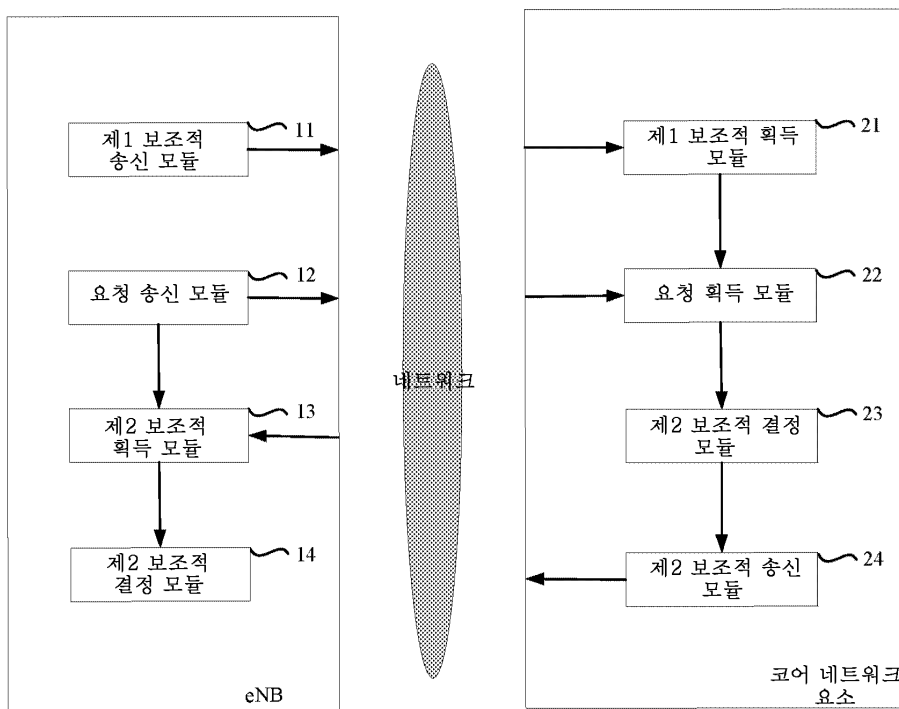 제1 보조적
송신 모듈
11
요청 송신 모듈
12
제2 보조적
획득 모듈
13
제2 보조적
결정 모듈
14
eNB
네트워크
제1 보조적 획득
모듈
21
요청 획득 모듈
22
제2 보조적 결정
모듈
23
제2 보조적 송신
모듈
24
코어 네트워크
요소